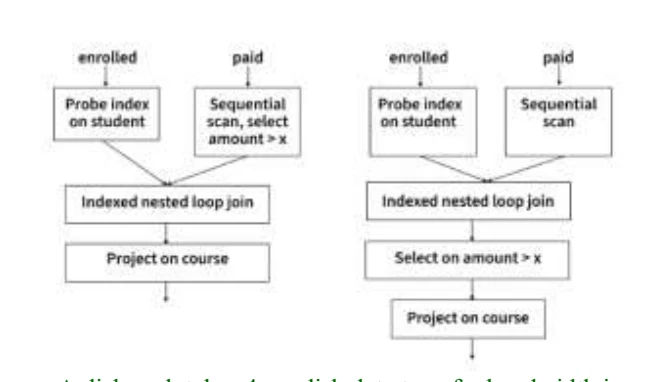 enrolled
paid
Probe index
on student
Sequential
scan, select
amount > x
Indexed nested loop join
Project on course
enrolled
paid
Probe index
on student
Sequential
scan
Indexed nested loop join
Select on amount > x
Project on course